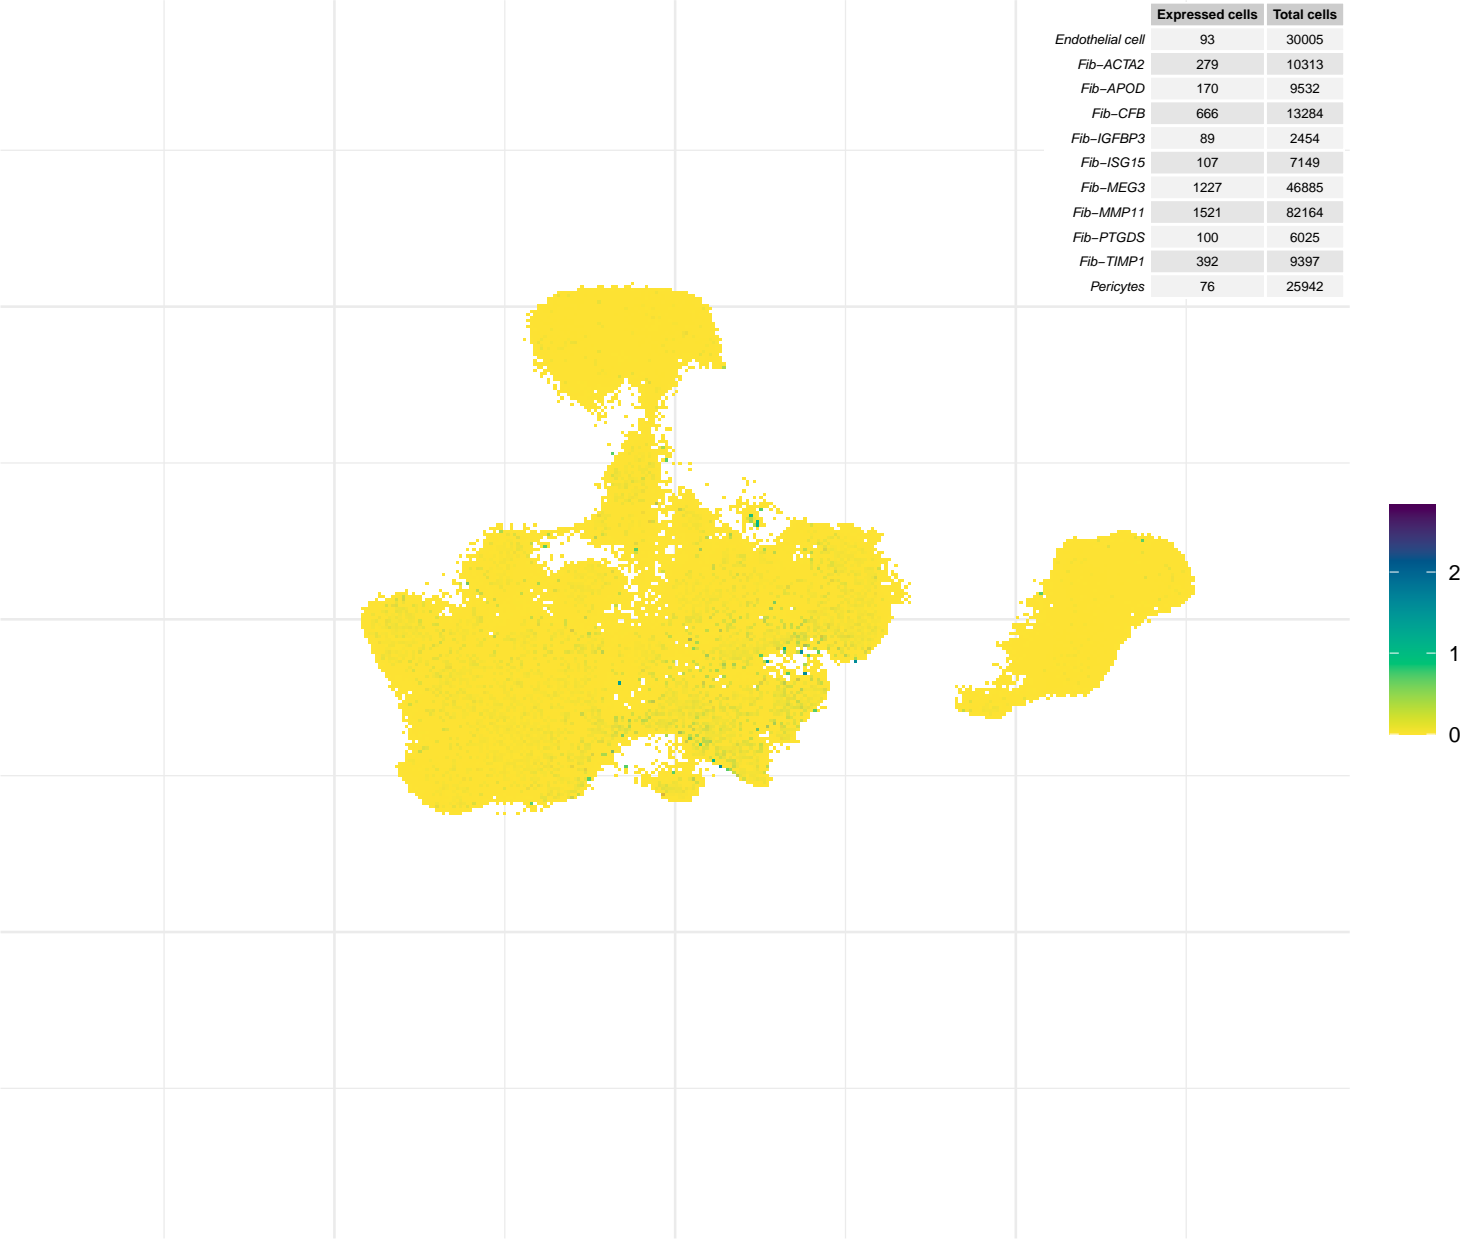 Expressed cells Total cells
Endothelial cell 93 30005
Fib−ACTA2 279 10313
Fib−APOD 170 9532
Fib−CFB 666 13284
Fib−IGFBP3 89 2454
Fib−ISG15 107 7149
Fib−MEG3 1227 46885
Fib−MMP11 1521 82164
Fib−PTGDS 100 6025
Fib−TIMP1 392 9397
Pericytes 76 25942
2
1
0